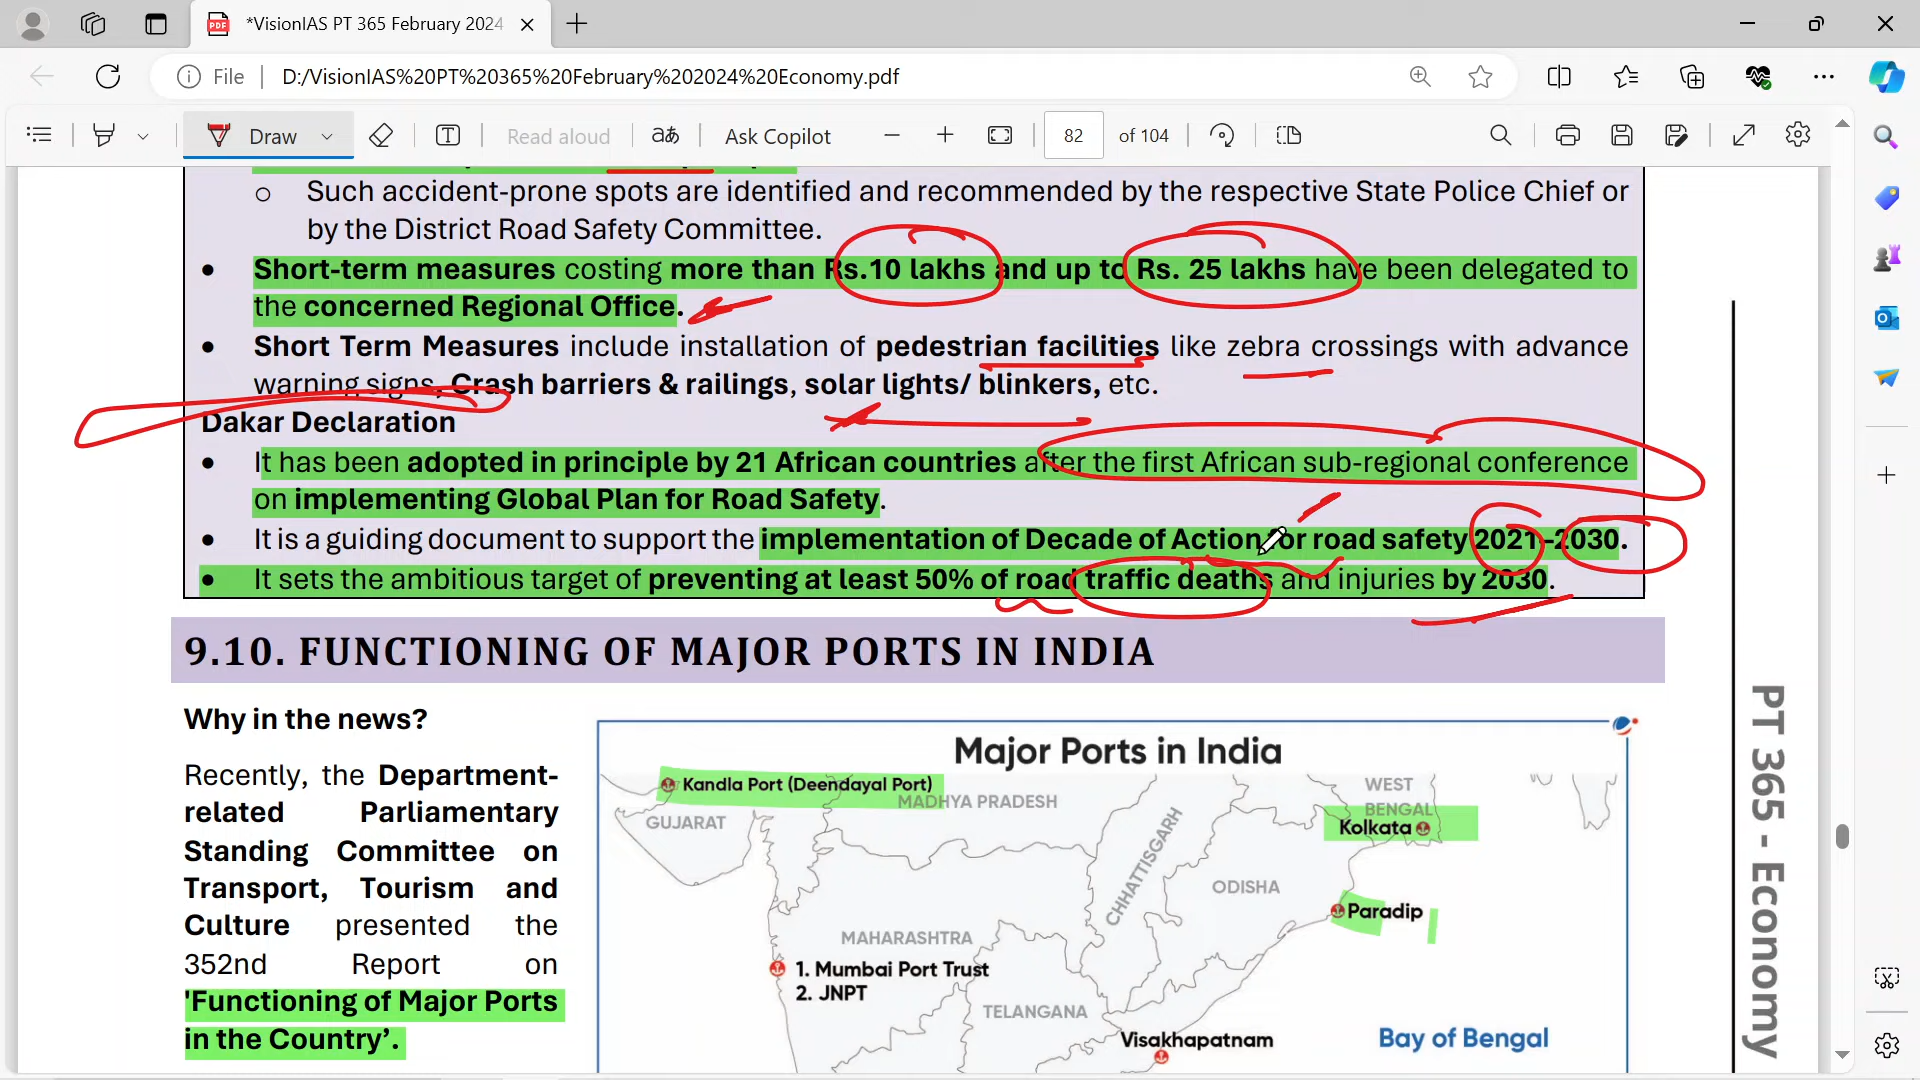 *VisionIAS PT 365 February 2024
File
D:/VisionIAS%20PT%20365%20February%202024%20Economy.pdf
Draw
Read aloud
aあ
Ask Copilot
82
of 104
Such accident-prone spots are identified and recommended by the respective State Police Chief or
by the District Road Safety Committee.
Short-term measures costing more than Rs.10 lakhs and up to Rs. 25 lakhs have been delegated to
the concerned Regional Office.
Short Term Measures include installation of pedestrian facilities like zebra crossings with advance
warning signs, Crash barriers & railings, solar lights/ blinkers, etc.
Dakar Declaration
It has been adopted in principle by 21 African countries after the first African sub-regional conference
on implementing Global Plan for Road Safety.
It is a guiding document to support the implementation of Decade of Action for road safety 2021-2030.
It sets the ambitious target of preventing at least 50% of road traffic deaths and injuries by 2030.
9.10. FUNCTIONING OF MAJOR PORTS IN INDIA
Why in the news?
Recently, the Department-
related Parliamentary
Standing Committee on
Transport, Tourism and
Culture presented the
352nd Report on
'Functioning of Major Ports
in the Country’.
Major Ports in India
Kandla Port (Deendayal Port)
MADHYA PRADESH
GUJARAT
WEST
BENGAL
Kolkata
CHHATTISGARH
ODISHA
Paradip
MAHARASHTRA
1. Mumbai Port Trust
2. JNPT
TELANGANA
Visakhapatnam
Bay of Bengal
PT 365 - Economy